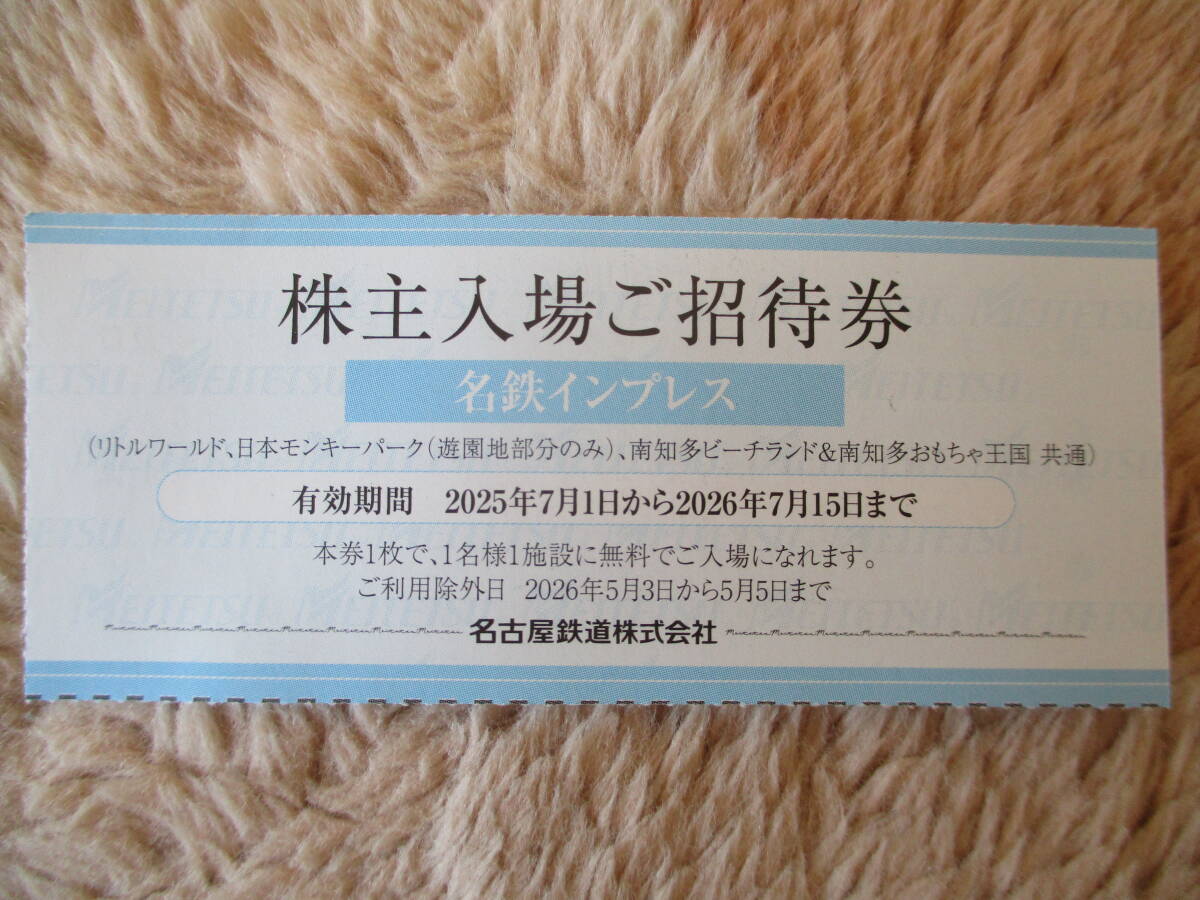 株主入場ご招待券
名鉄インプレス
(リトルワールド、日本モンキーパーク(遊園地部分のみ)、南知多ビーチランド&南知多おもちゃ王国 共通)
有効期間 2025年7月1日から2026年7月15日まで
本券1枚で、1名様1施設に無料でご入場になれます。
ご利用除外日 2026年5月3日から5月5日まで
名古屋鉄道株式会社